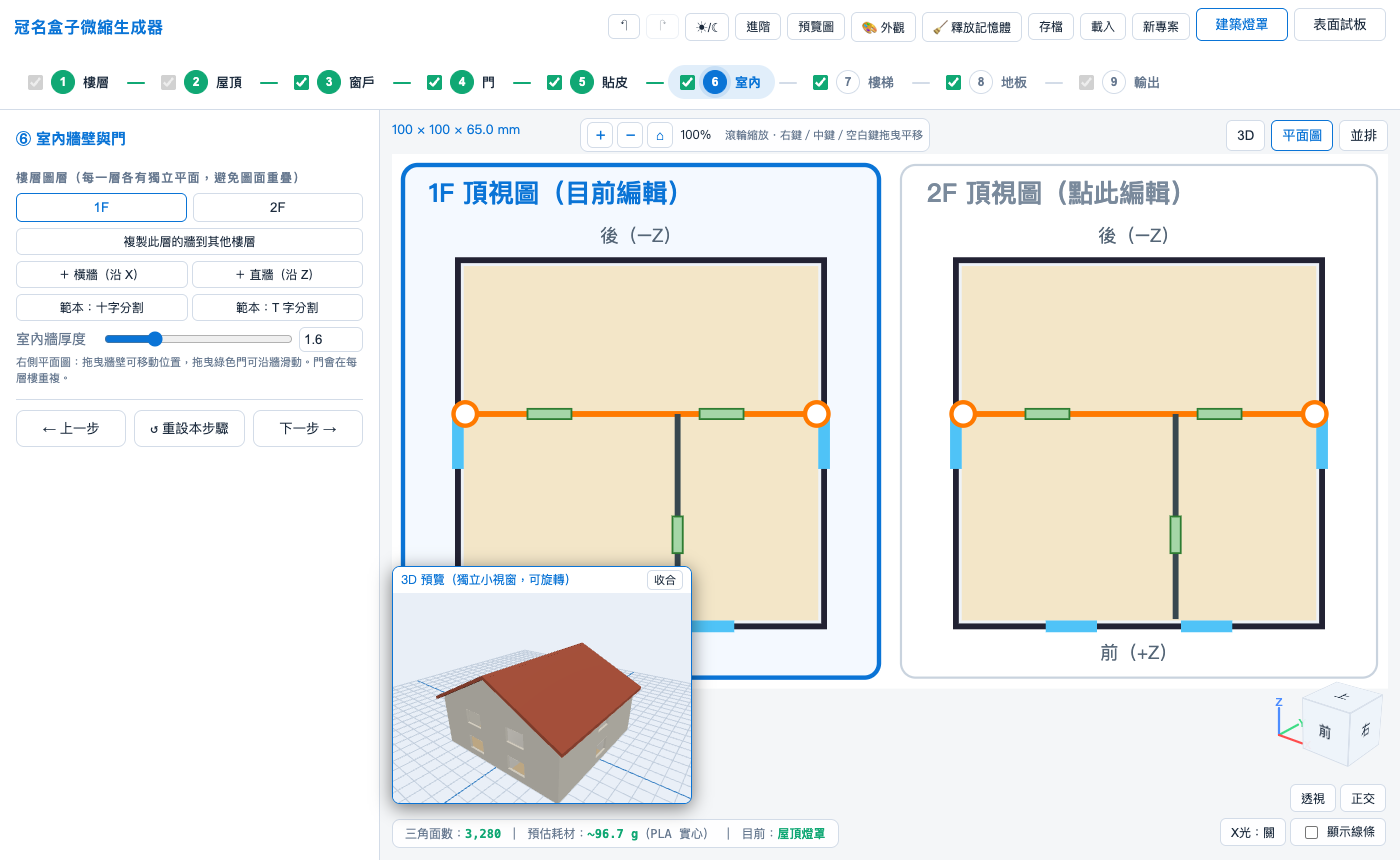 冠名盒子微縮生成器
↰ ↱ ☀/☾ 進階 預覽圖 🎨 外觀 🧹 釋放記憶體 存檔 載入 新專案 建築燈罩 表面試板
1 樓層 2 屋頂 3 窗戶 4 門 5 貼皮 6 室內 7 樓梯 8 地板 9 輸出
⑥ 室內牆壁與門
樓層圖層（每一層各有獨立平面，避免圖面重疊）
1F 2F
複製此層的牆到其他樓層
＋ 橫牆（沿 X） ＋ 直牆（沿 Z）
範本：十字分割 範本：T 字分割
室內牆厚度 1.6
右側平面圖：拖曳牆壁可移動位置，拖曳綠色門可沿牆滑動。門會在每
層樓重複。
← 上一步 ↺ 重設本步驟 下一步 →
100 × 100 × 65.0 mm
+ − ⌂ 100% 滾輪縮放・右鍵 / 中鍵 / 空白鍵拖曳平移
3D 平面圖 並排
1F 頂視圖（目前編輯）
後（−Z）
2F 頂視圖（點此編輯）
後（−Z）
前（+Z）
3D 預覽（獨立小視窗，可旋轉） 收合
Z
上
前 右
透視 正交
三角面數：3,280 | 預估耗材：~96.7 g（PLA 實心） | 目前：屋頂燈罩
X光：關 顯示線條